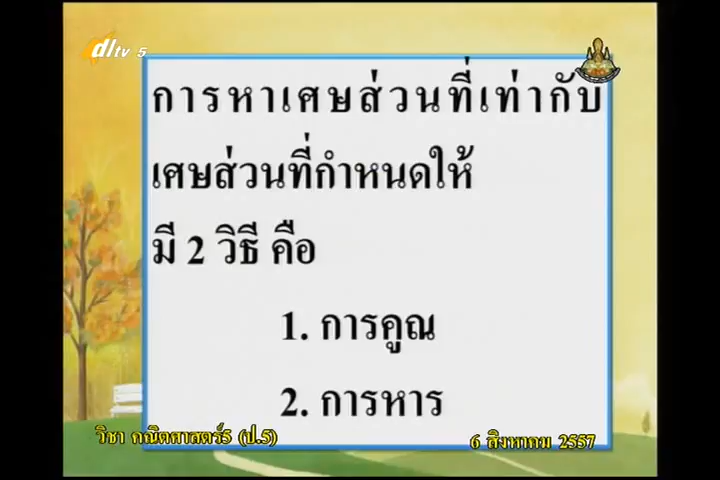 dltv 5
การหาเศษส่วนที่เท่ากับ
เศษส่วนที่กำหนดให้
มี 2 วิธี คือ
1. การคูณ
2. การหาร
วิชา คณิตศาสตร์5 (ป.5)
6 สิงหาคม 2557